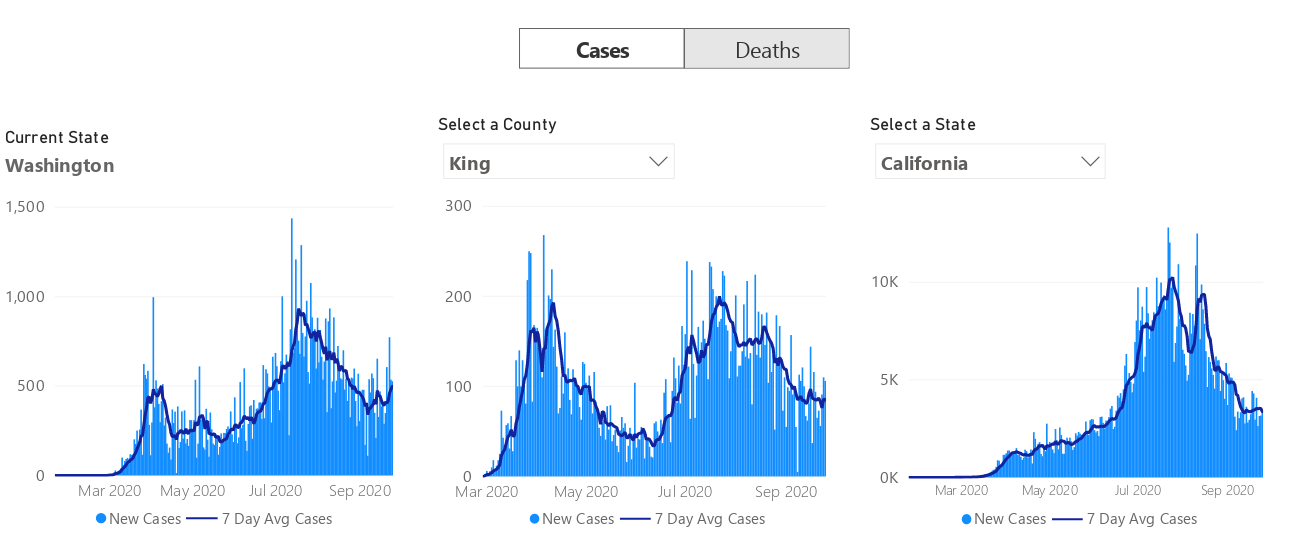 Cases Deaths
Current State
Washington
1,500
1,000
500
0
Mar 2020 May 2020 Jul 2020 Sep 2020
New Cases 7 Day Avg Cases
Select a County
King
300
200
100
0
Mar 2020 May 2020 Jul 2020 Sep 2020
New Cases 7 Day Avg Cases
Select a State
California
10K
5K
0K
Mar 2020 May 2020 Jul 2020 Sep 2020
New Cases 7 Day Avg Cases